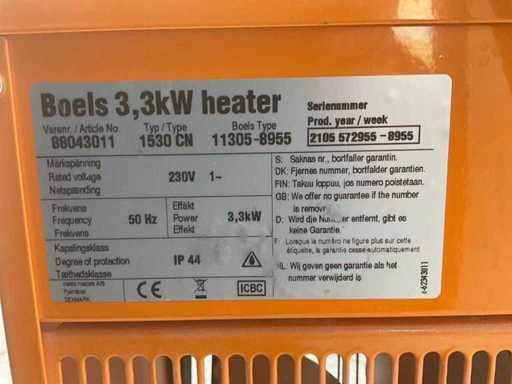 Boels 3,3kW heater
Varenr. / Article No.
88043011
Typ / Type
1530 CN
Boels Type
11305-8955
Märkspänning
Rated voltage
Netspænding
230V 1~
Frekvens
Frequency
Frekvens
50 Hz
Effekt
Power
Effekt
3,3kW
Kapslingsklass
Degree of protection
Tæthedsklasse
IP 44
DENMARK
CE
ICBC
Serienummer
Prod. year / week
2105 572955-8955
S: Saknas nr., bortfaller garantin.
DK: Fjernes nummer, bortfalder garantien.
FIN: Takuu loppuu, jos numero poistetaan.
GB: We offer no guarantee if the number
is removed
D: Wird die Nummer entfernt, gibt es
keine Garantie.
F: Lorsque la numéro ne figure plus sur cette
étiquette, la garantie cesse automatiquement
NL: Wij geven geen garantie als het
nummer verwijderd is